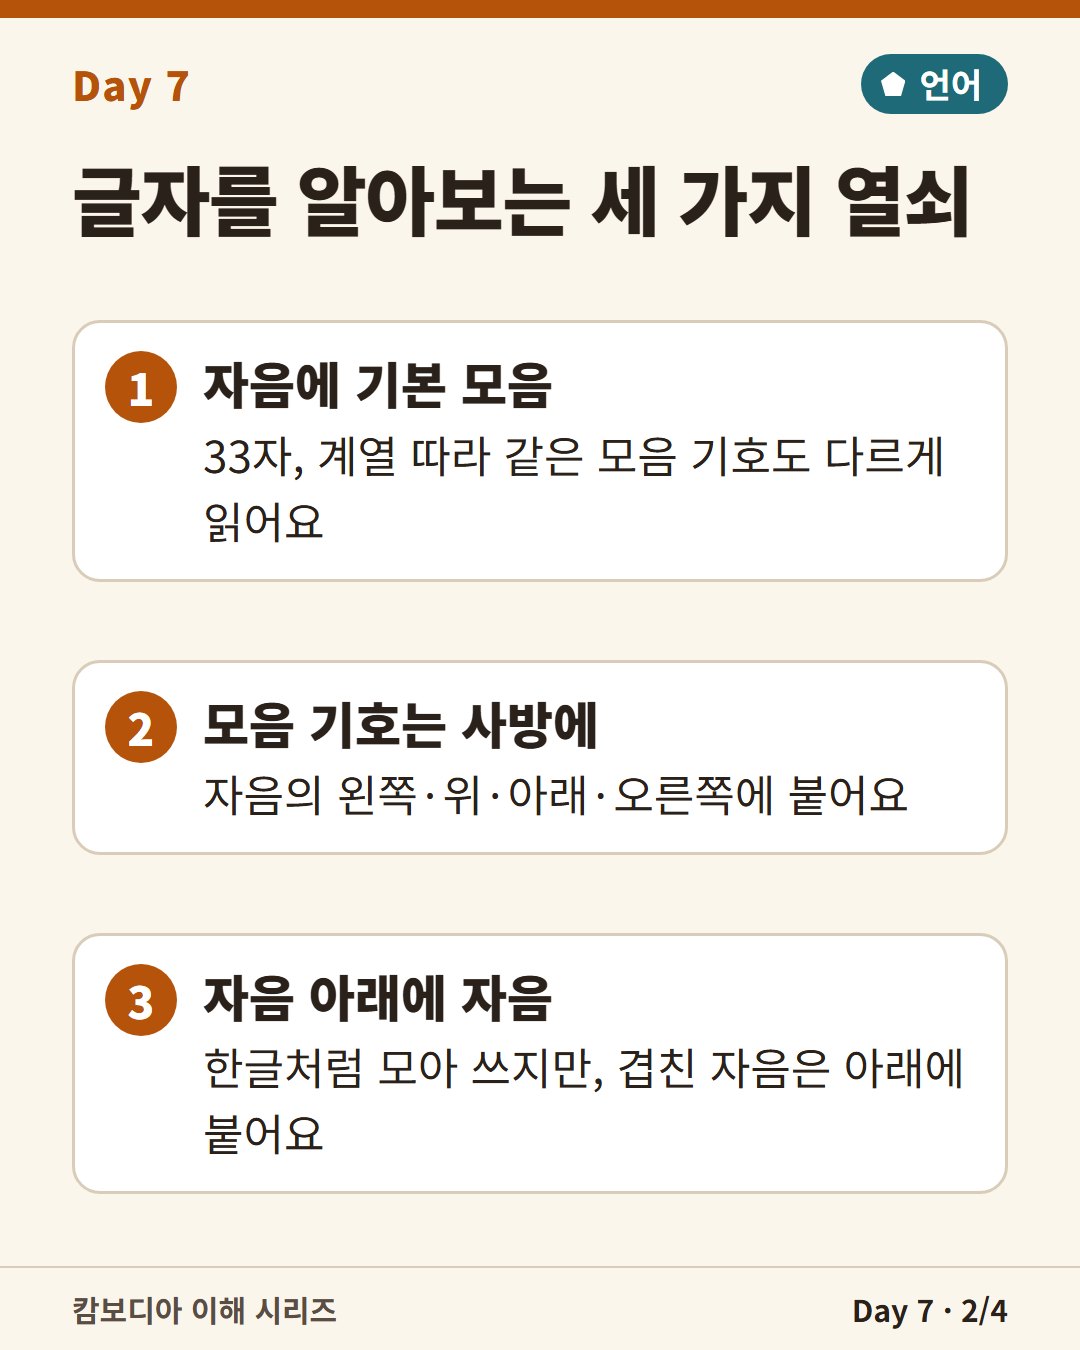 Day 7
언어
글자를 알아보는 세 가지 열쇠
1
자음에 기본 모음
33자, 계열 따라 같은 모음 기호도 다르게
읽어요
2
모음 기호는 사방에
자음의 왼쪽·위·아래·오른쪽에 붙어요
3
자음 아래에 자음
한글처럼 모아 쓰지만, 겹친 자음은 아래에
붙어요
캄보디아 이해 시리즈
Day 7 · 2/4